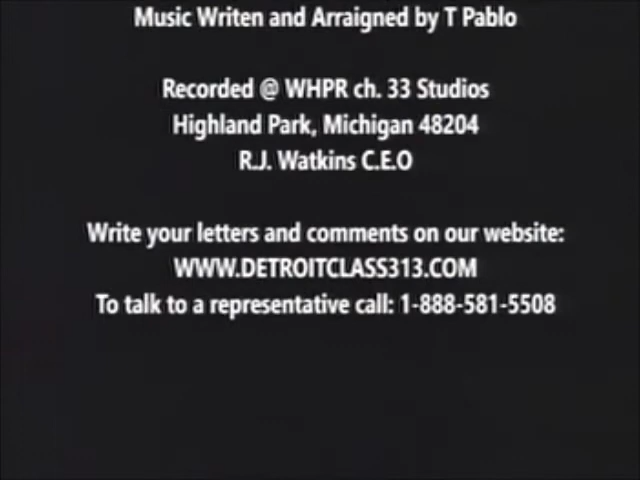 Music Writen and Arraigned by T Pablo
Recorded @ WHPR ch. 33 Studios
Highland Park, Michigan 48204
R.J. Watkins C.E.O
Write your letters and comments on our website:
WWW.DETROITCLASS313.COM
To talk to a representative call: 1-888-581-5508